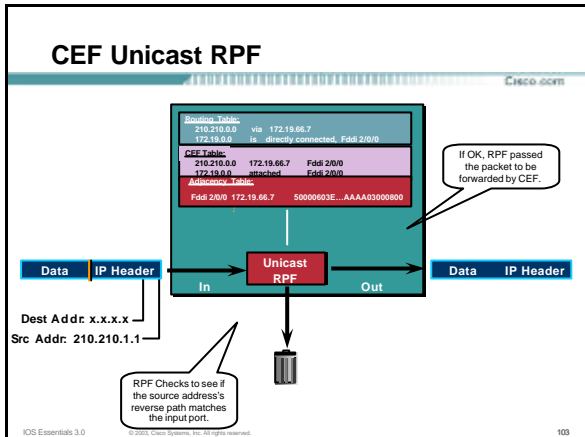 CEF Unicast RPF
Cisco.com
Routing Table:
210.210.0.0 via 172.19.66.7
172.19.0.0 is directly connected, Fddi 2/0/0
CEF Table:
210.210.0.0 172.19.66.7 Fddi 2/0/0
172.19.0.0 attached Fddi 2/0/0
Adjacency Table:
Fddi 2/0/0 172.19.66.7 50000603E...AAAA03000800
If OK, RPF passed
the packet to be
forwarded by CEF.
Data IP Header
In
Unicast
RPF
Out
Data IP Header
Dest Addr: x.x.x.x
Src Addr: 210.210.1.1
RPF Checks to see if
the source address's
reverse path matches
the input port.
IOS Essentials 3.0
© 2003, Cisco Systems, Inc. All rights reserved.
103